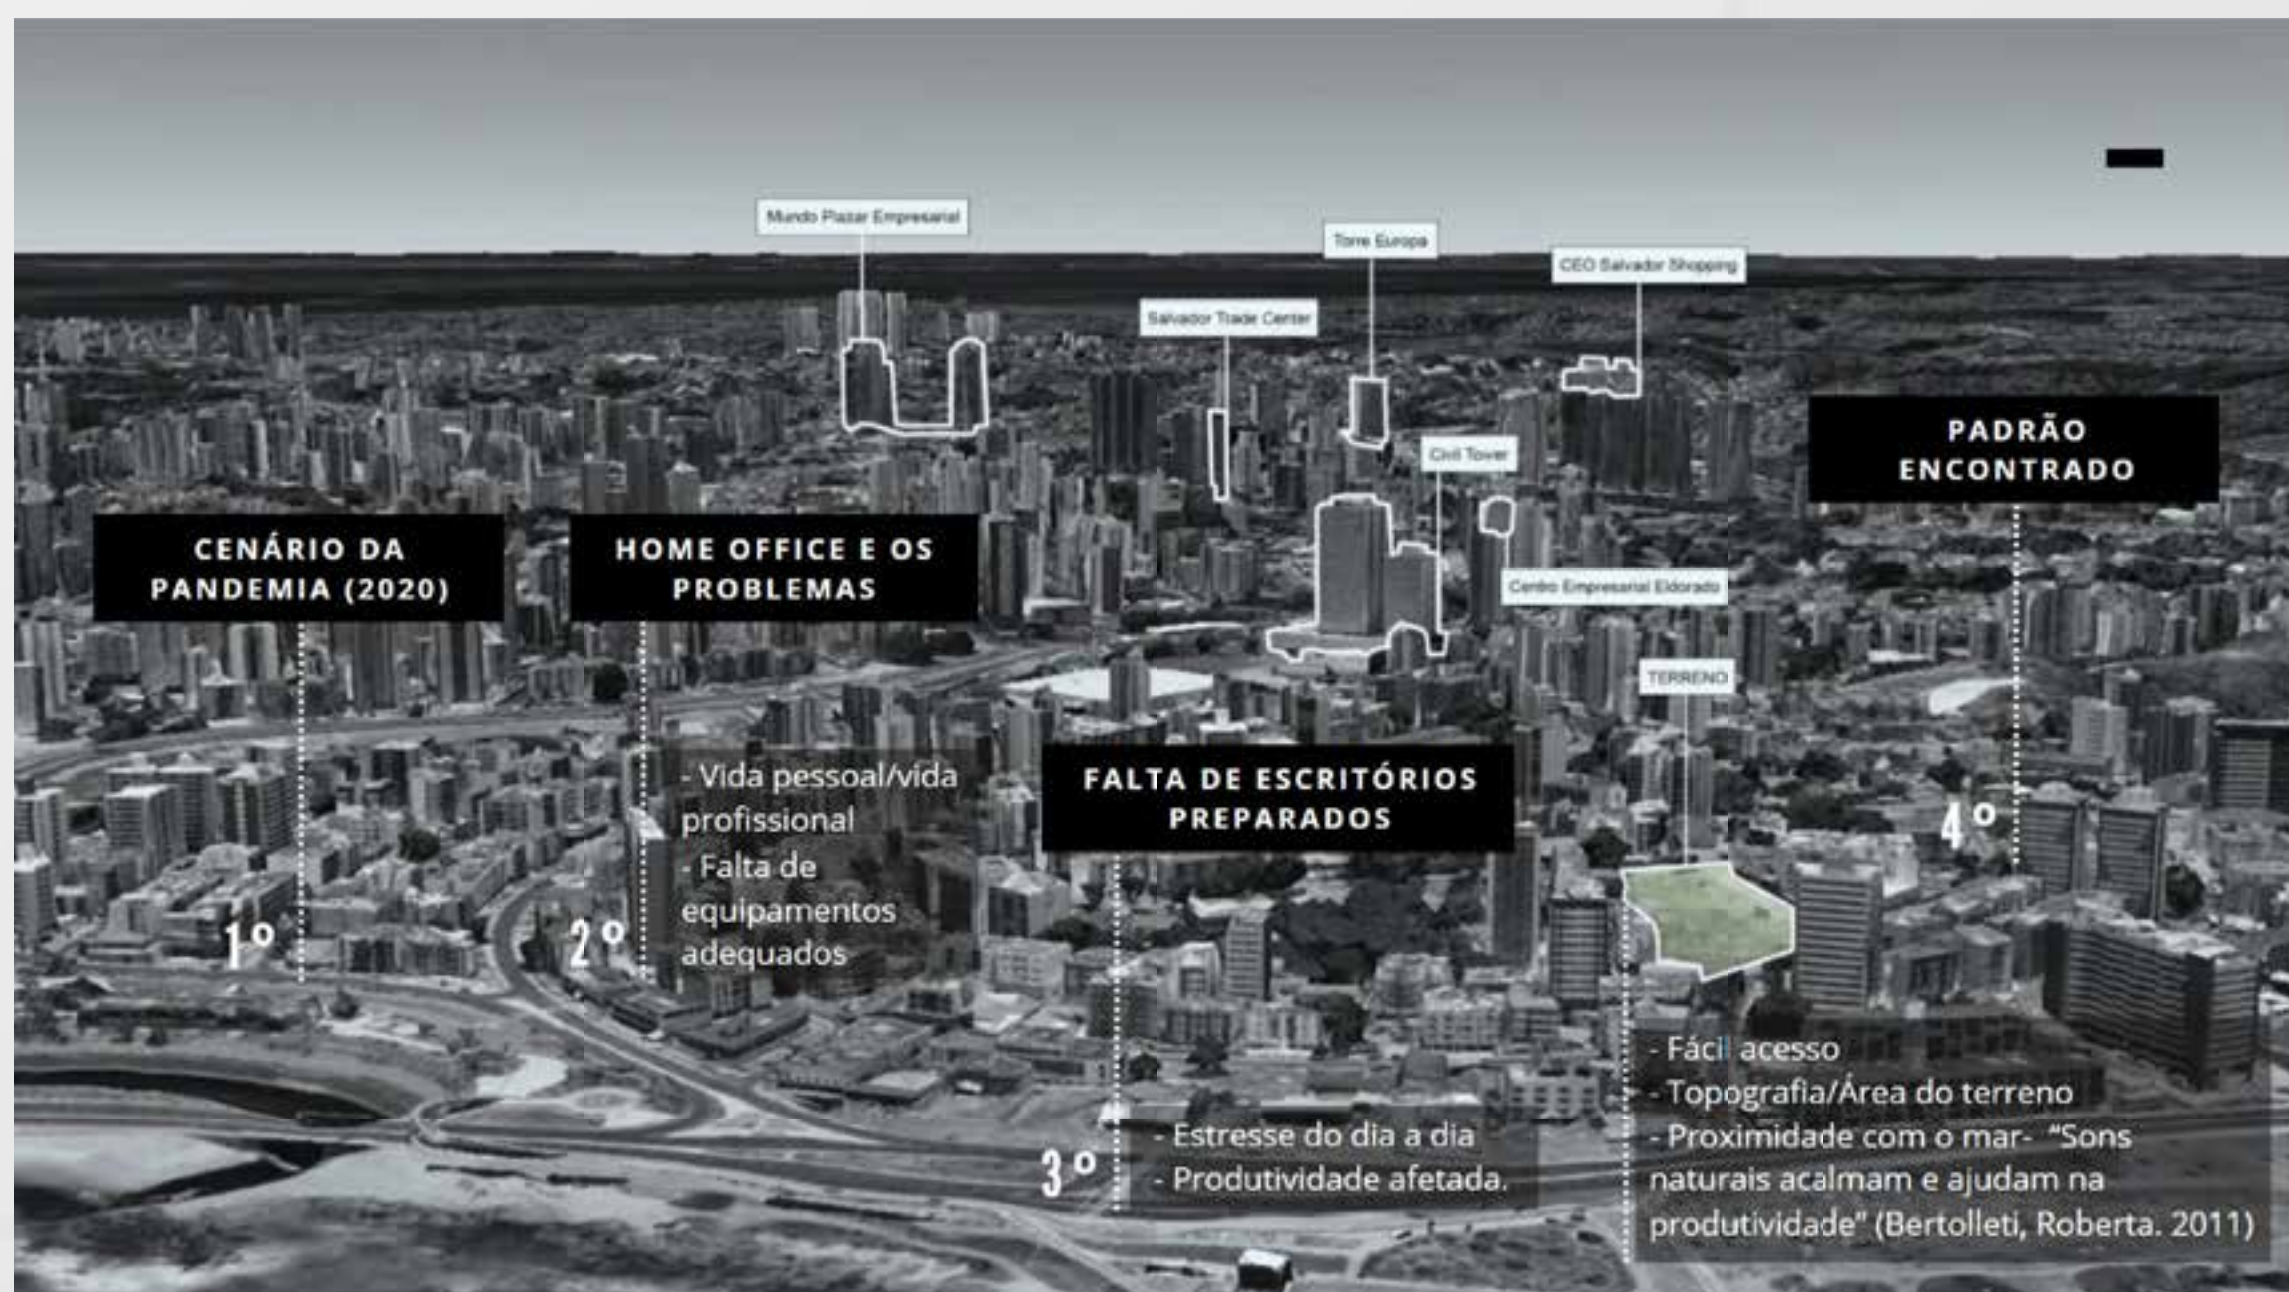 Mundo Plazar Empresarial
Torre Europa
CEO Salvador Shopping
Salvador Trade Center
Civil Tower
Centro Empresarial Eldorado
TERRENO
CENÁRIO DA
PANDEMIA (2020)
1º
HOME OFFICE E OS
PROBLEMAS
2º
- Vida pessoal/vida
profissional
- Falta de
equipamentos
adequados
FALTA DE ESCRITÓRIOS
PREPARADOS
3º
- Estresse do dia a dia
- Produtividade afetada.
PADRÃO
ENCONTRADO
4º
- Fácil acesso
- Topografia/Área do terreno
- Proximidade com o mar- “Sons
naturais acalmam e ajudam na
produtividade” (Bertolleti, Roberta. 2011)